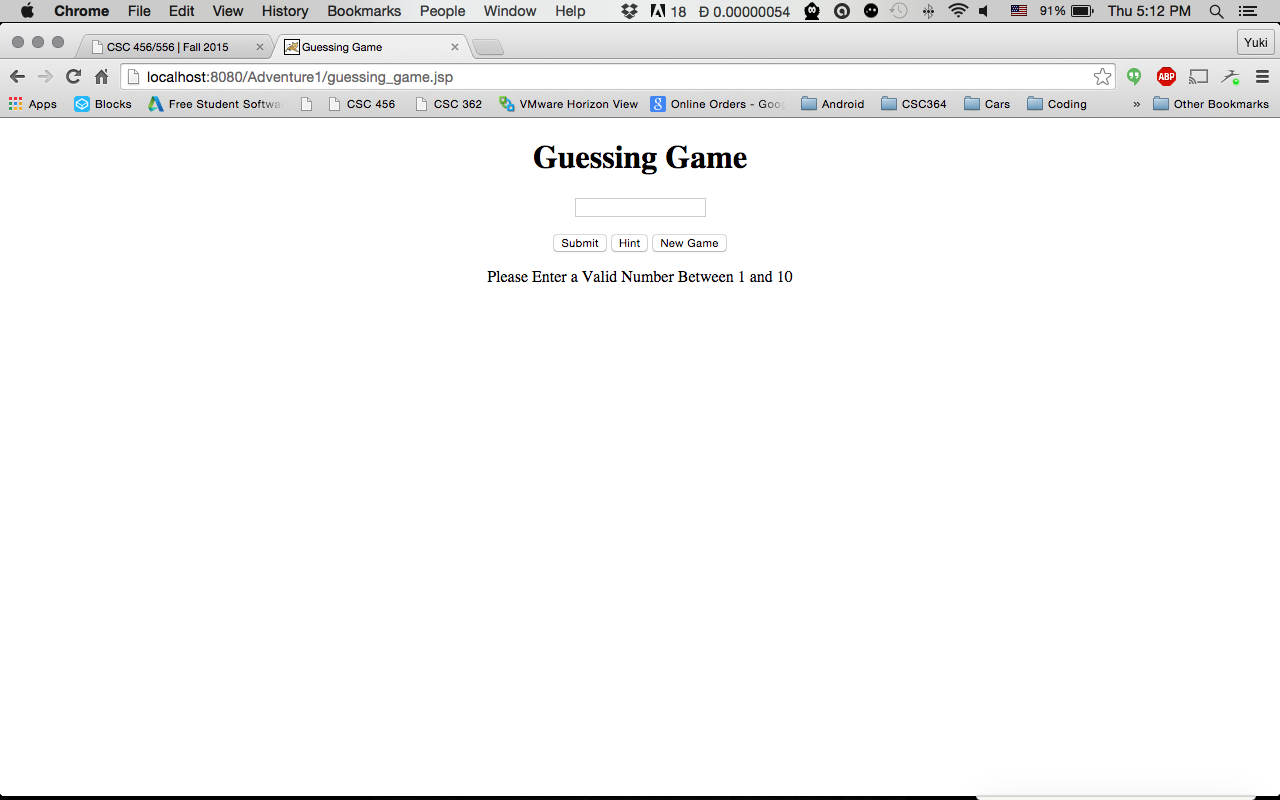 Chrome File Edit View History Bookmarks People Window Help 18 Ð 0.00000054 91% Thu 5:12 PM
CSC 456/556 | Fall 2015 Guessing Game Yuki
localhost:8080/Adventure1/guessing_game.jsp ABP
Apps Blocks Free Student Softwa CSC 456 CSC 362 VMware Horizon View 8 Online Orders - Goo Android CSC364 Cars Coding » Other Bookmarks
Guessing Game
Submit Hint New Game
Please Enter a Valid Number Between 1 and 10